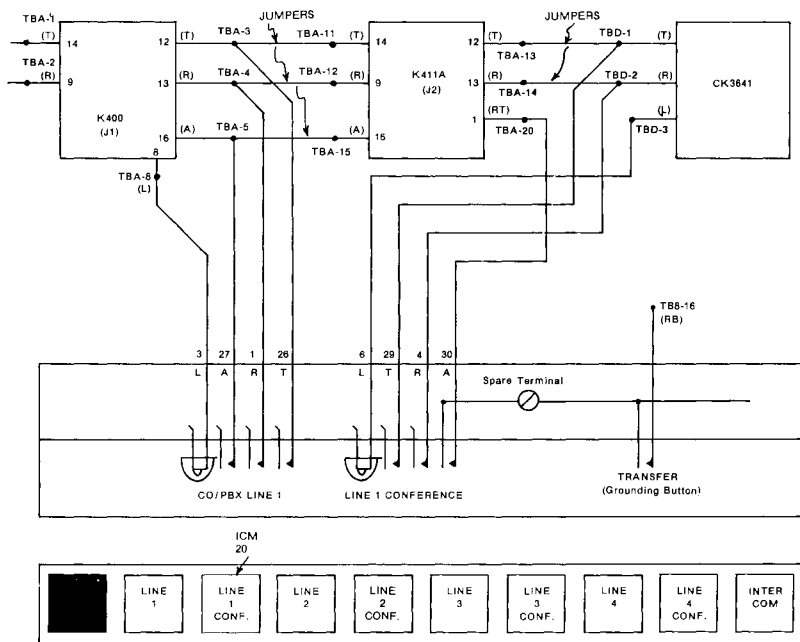 JUMPERS
JUMPERS
TBA-1
(T)
14
12
(T)
TBA-3
TBA-11
(T)
14
12
(T)
TBA-13
TBD-1
(T)
TBA-2
(R)
9
K400
(J1)
13
(R)
TBA-4
TBA-12
(R)
9
K411A
(J2)
13
(R)
TBA-14
TBD-2
(R)
CK3641
1
(RT)
TBA-20
(L)
TBD-3
16
(A)
TBA-5
TBA-15
(A)
15
8
TBA-8
(L)
TB8-16
(RB)
3
27
1
26
6
29
4
30
L
A
R
T
L
T
R
A
Spare Terminal
CO/PBX LINE 1
LINE 1 CONFERENCE
TRANSFER
(Grounding Button)
ICM
20
LINE
1
LINE
1
CONF.
LINE
2
LINE
2
CONF.
LINE
3
LINE
3
CONF.
LINE
4
LINE
4
CONF.
INTER
COM